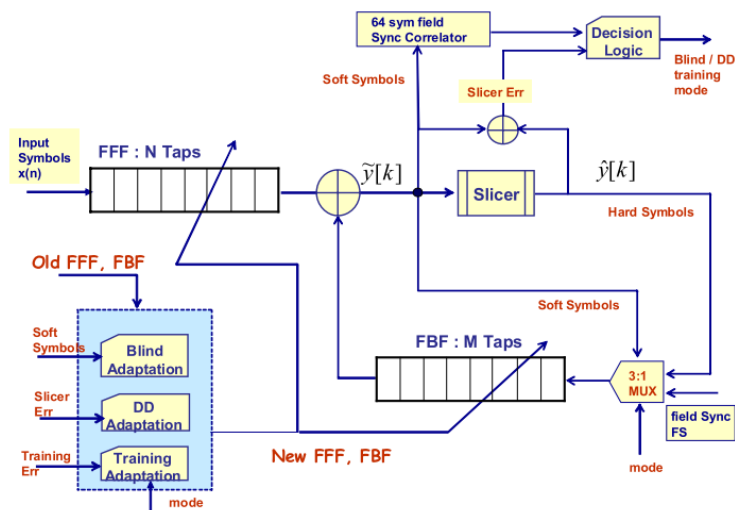 64 sym field
Sync Correlator
Decision
Logic
Blind / DD
training
mode
Soft Symbols
Slicer Err
Input
Symbols
x(n)
FFF : N Taps
ỹ[k]
ŷ[k]
Slicer
Hard Symbols
Old FFF, FBF
Soft
Symbols
Blind
Adaptation
Slicer
Err
DD
Adaptation
Training
Err
Training
Adaptation
mode
New FFF, FBF
FBF : M Taps
Soft Symbols
3:1
MUX
field Sync
FS
mode